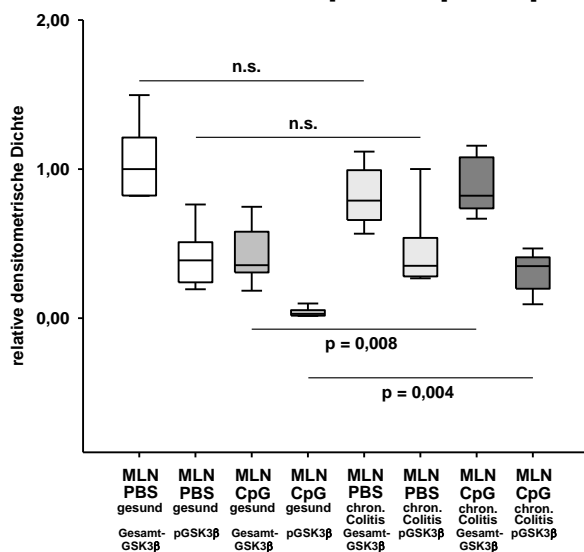 2,00
n.s.
n.s.
1,00
0,00
p = 0,008
p = 0,004
relative densitometrische Dichte
MLN MLN MLN MLN MLN MLN MLN MLN
PBS PBS CpG CpG PBS PBS CpG CpG
gesund gesund gesund gesund chron. chron. chron. chron.
Colitis Colitis Colitis Colitis
Gesamt- pGSK3β Gesamt- pGSK3β Gesamt- pGSK3β Gesamt- pGSK3β
GSK3β GSK3β GSK3β GSK3β